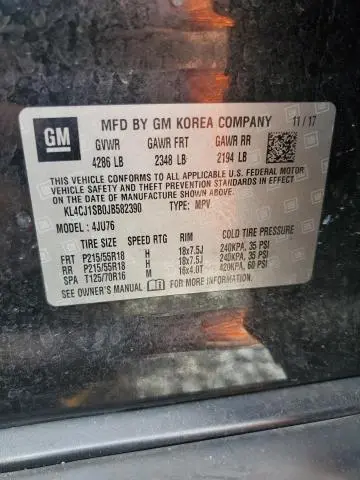 GM MFD BY GM KOREA COMPANY 11/17
GVWR GAWR FRT GAWR RR
4286 LB 2348 LB 2194 LB
THIS VEHICLE CONFORMS TO ALL APPLICABLE U.S. FEDERAL MOTOR
VEHICLE SAFETY AND THEFT PREVENTION STANDARDS IN EFFECT ON THE
DATE OF MANUFACTURE SHOWN ABOVE.
KL4CJ1SB0JB582390 TYPE: MPV
MODEL: 4JU76
TIRE SIZE SPEED RTG RIM COLD TIRE PRESSURE
FRT P215/55R18 H 18x7.5J 240KPA, 35 PSI
RR P215/55R18 H 18x7.5J 240KPA, 35 PSI
SPA T125/70R16 M 16x4.0T 420KPA, 60 PSI
SEE OWNER'S MANUAL FOR MORE INFORMATION